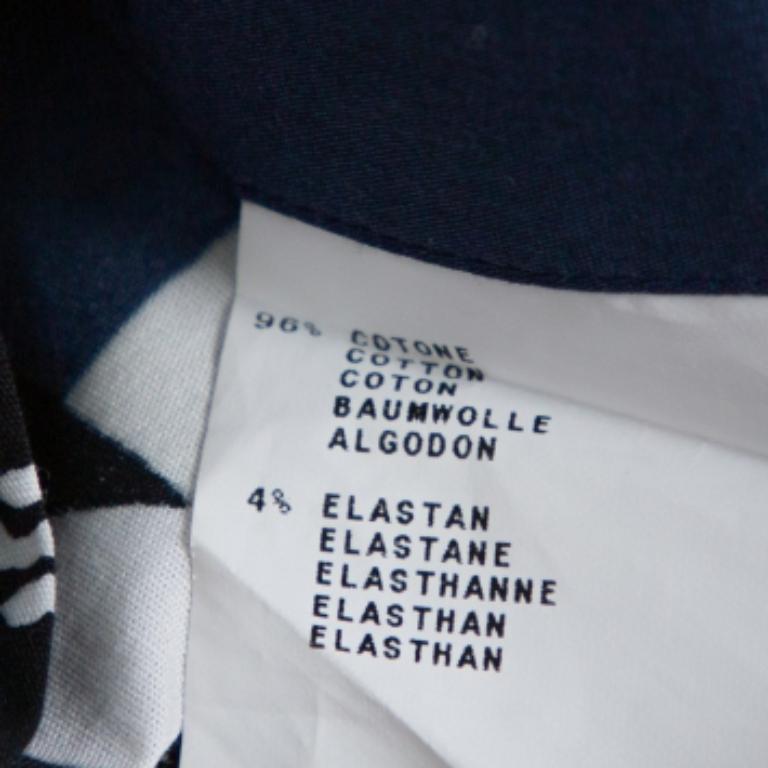 96% COTONE
COTTON
COTON
BAUMWOLLE
ALGODON
4% ELASTAN
ELASTANE
ELASTHANNE
ELASTHAN
ELASTHAN